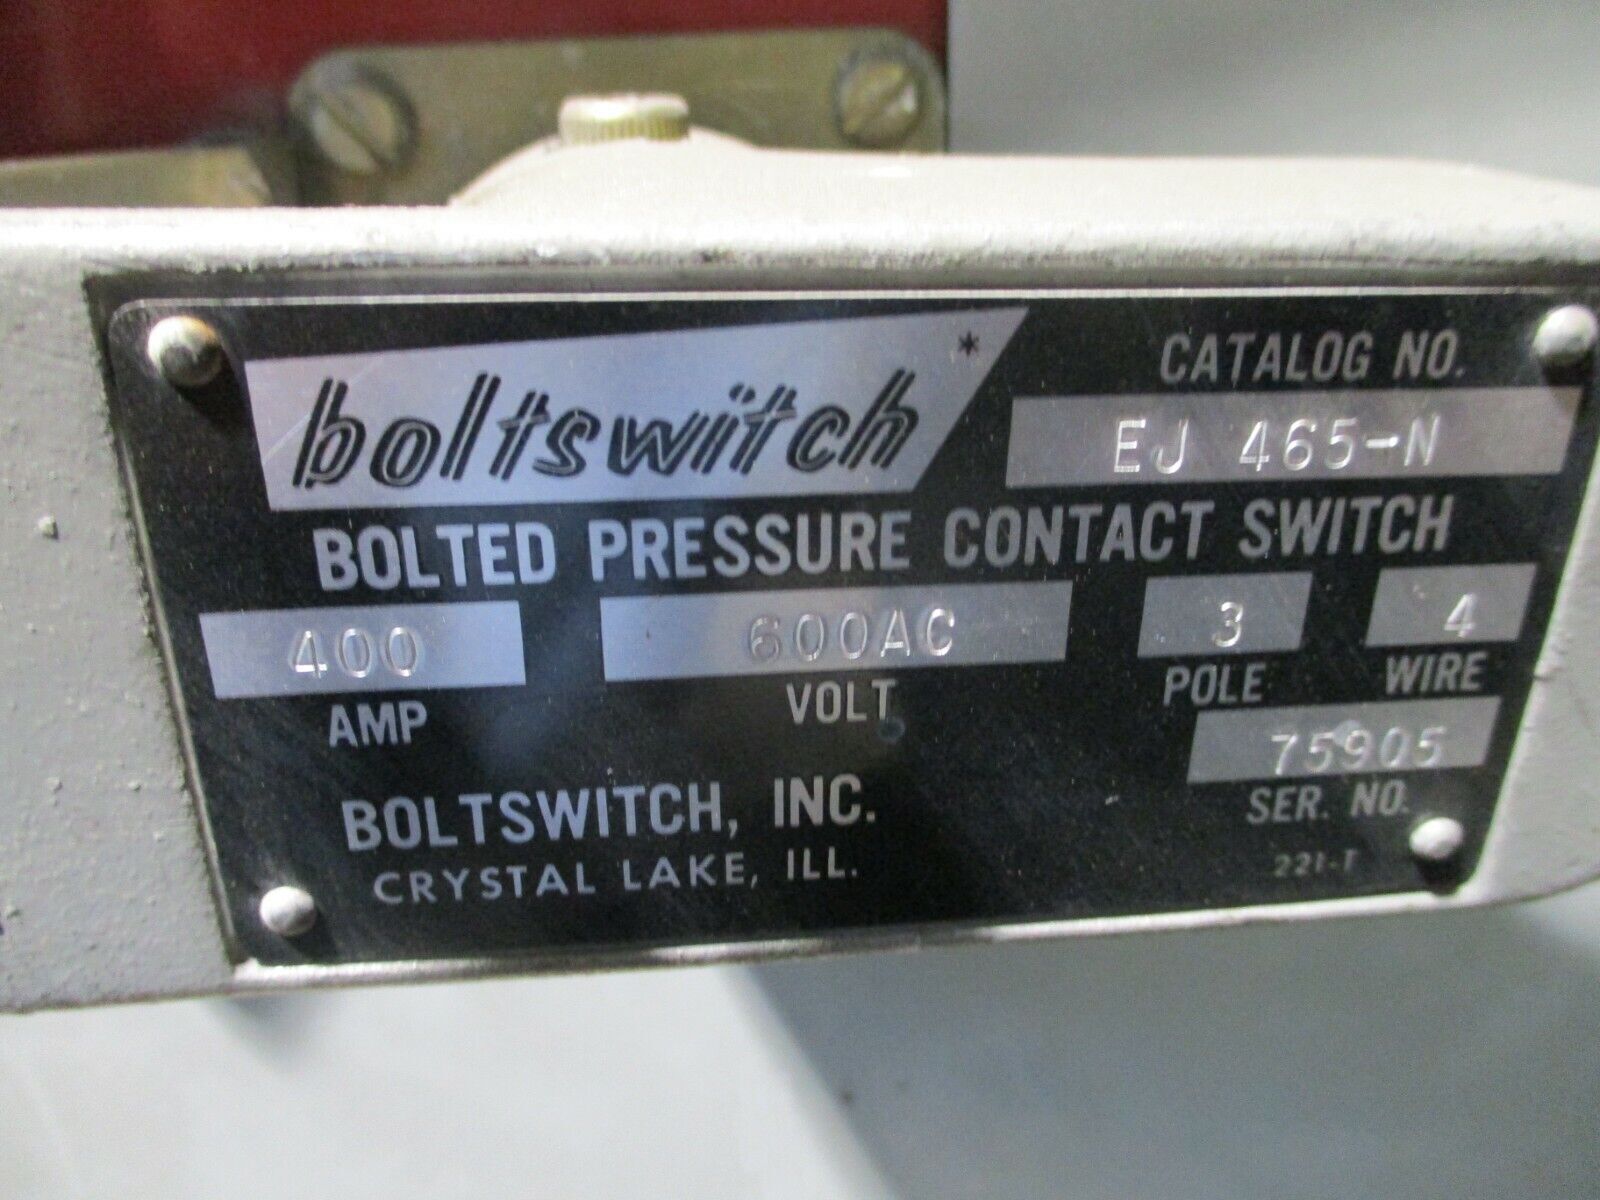 boltswitch*
CATALOG NO.
EJ 465-N
BOLTED PRESSURE CONTACT SWITCH
400 600AC 3 4
AMP VOLT POLE WIRE
75905
SER. NO.
BOLTSWITCH, INC.
CRYSTAL LAKE, ILL.
221-T